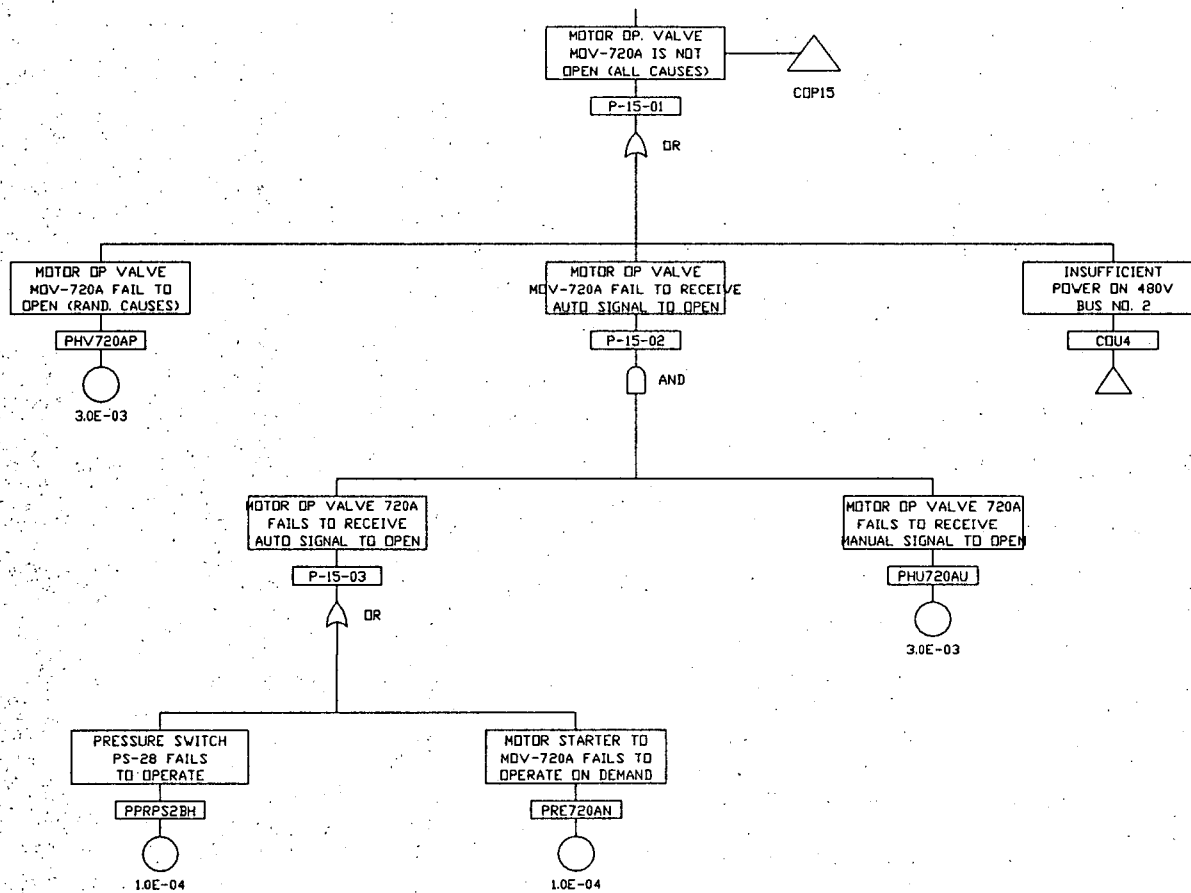 MOTOR OP. VALVE
MOV-720A IS NOT
OPEN (ALL CAUSES)
COP15
P-15-01
OR
MOTOR OP VALVE
MOV-720A FAIL TO
OPEN (RAND. CAUSES)
PHV720AP
3.0E-03
MOTOR OP VALVE
MOV-720A FAIL TO RECEIVE
AUTO SIGNAL TO OPEN
P-15-02
AND
INSUFFICIENT
POWER ON 480V
BUS NO. 2
COU4
MOTOR OP VALVE 720A
FAILS TO RECEIVE
AUTO SIGNAL TO OPEN
P-15-03
OR
MOTOR OP VALVE 720A
FAILS TO RECEIVE
MANUAL SIGNAL TO OPEN
PHU720AU
3.0E-03
PRESSURE SWITCH
PS-28 FAILS
TO OPERATE
PPRPS2BH
1.0E-04
MOTOR STARTER TO
MOV-720A FAILS TO
OPERATE ON DEMAND
PRE720AN
1.0E-04